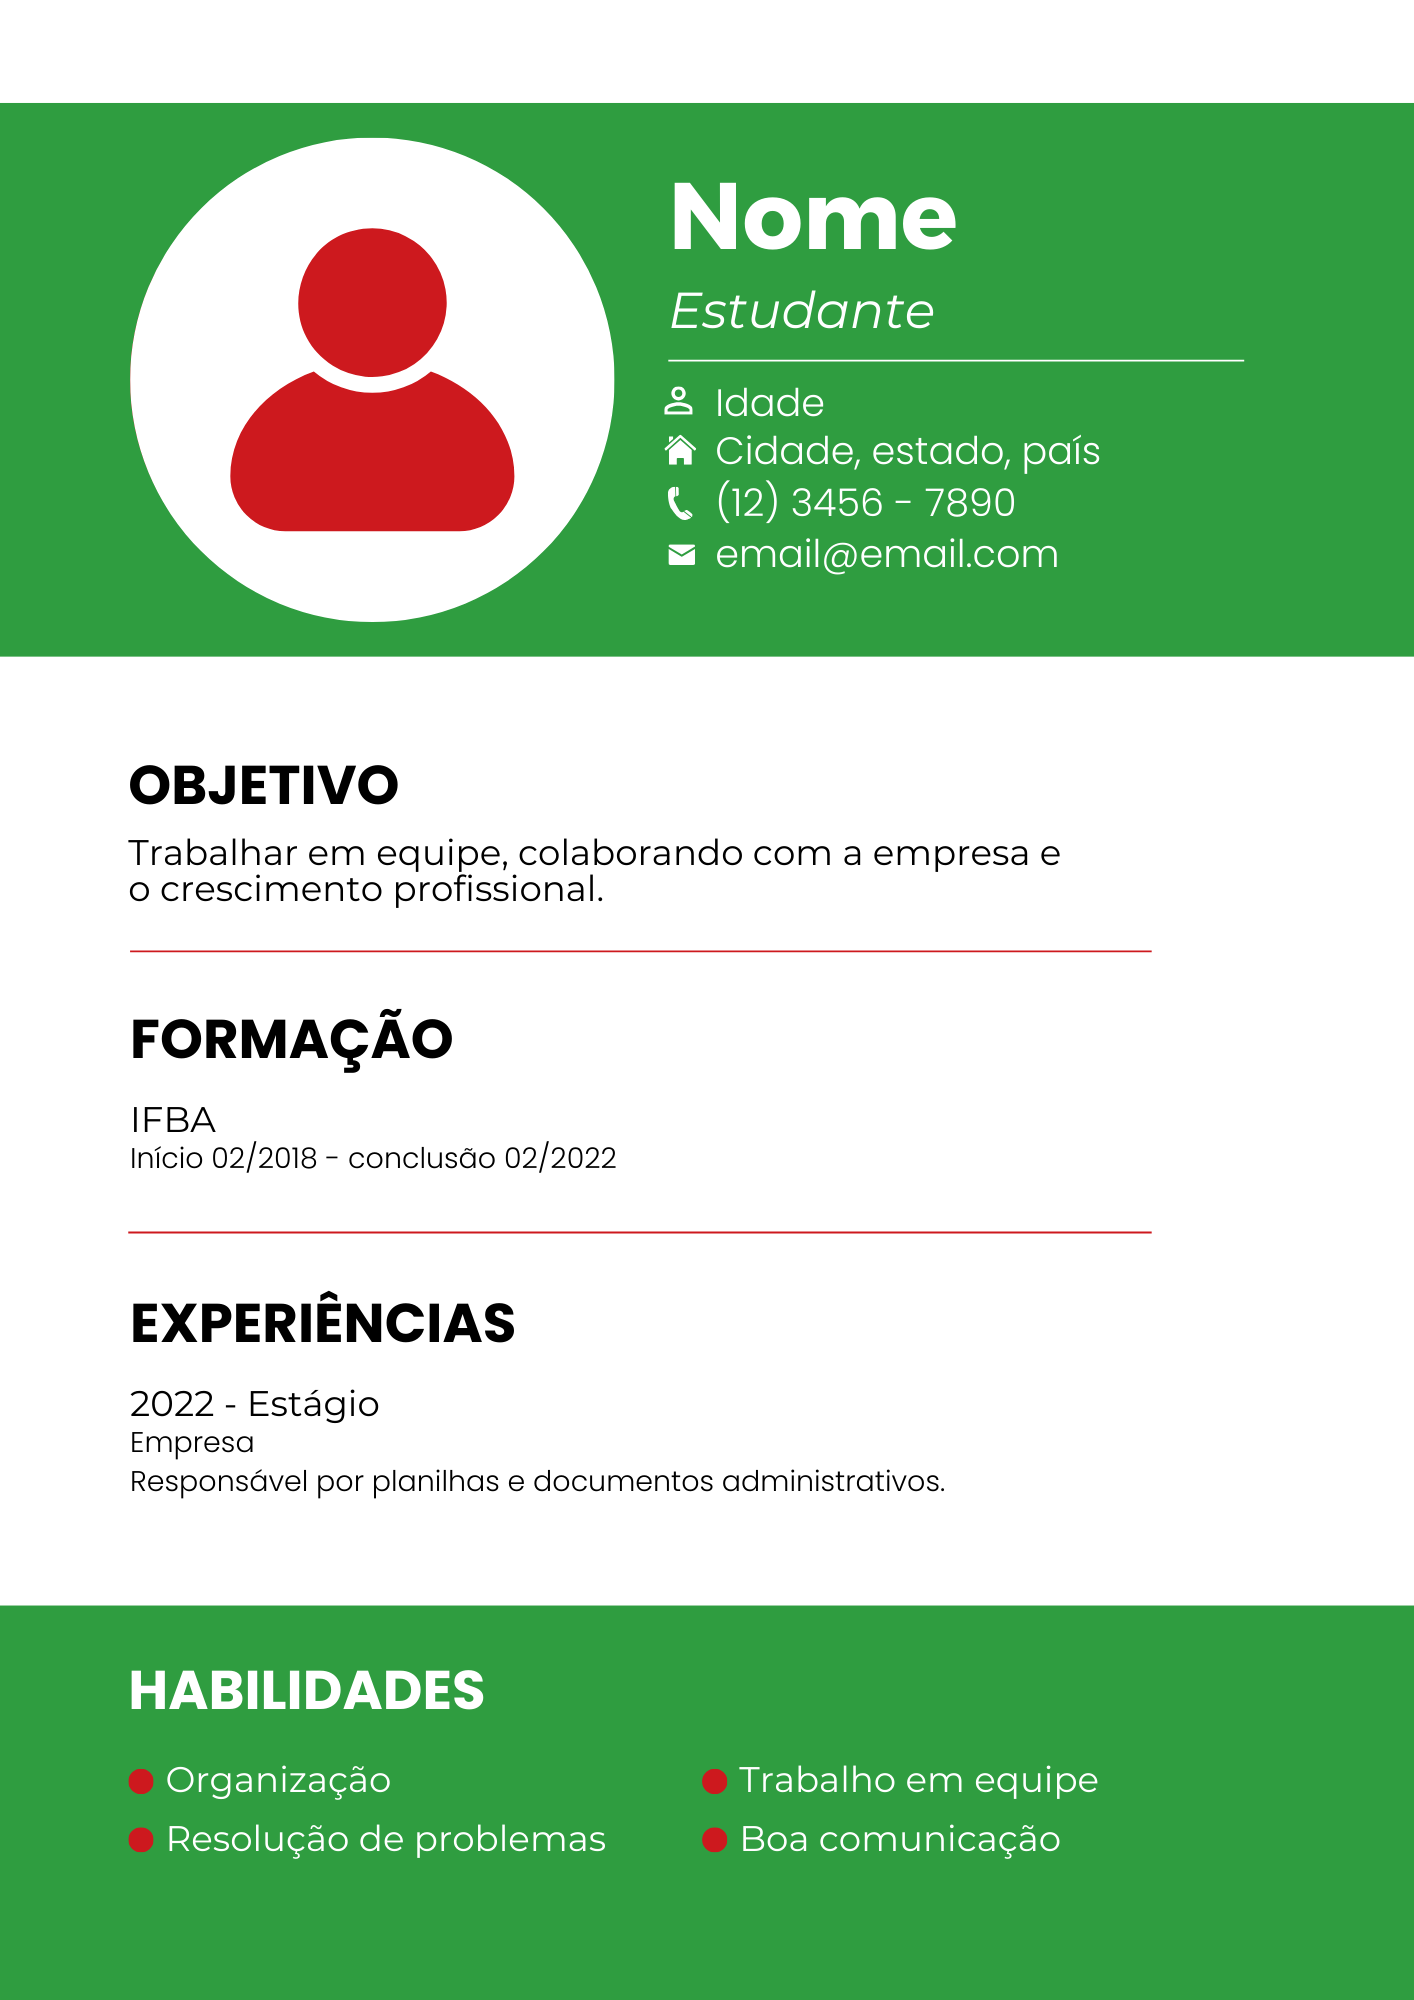 Nome
Estudante
Idade
Cidade, estado, país
(12) 3456 - 7890
email@email.com
OBJETIVO
Trabalhar em equipe, colaborando com a empresa e
o crescimento profissional.
FORMAÇÃO
IFBA
Início 02/2018 - conclusão 02/2022
EXPERIÊNCIAS
2022 - Estágio
Empresa
Responsável por planilhas e documentos administrativos.
HABILIDADES
Organização
Resolução de problemas
Trabalho em equipe
Boa comunicação